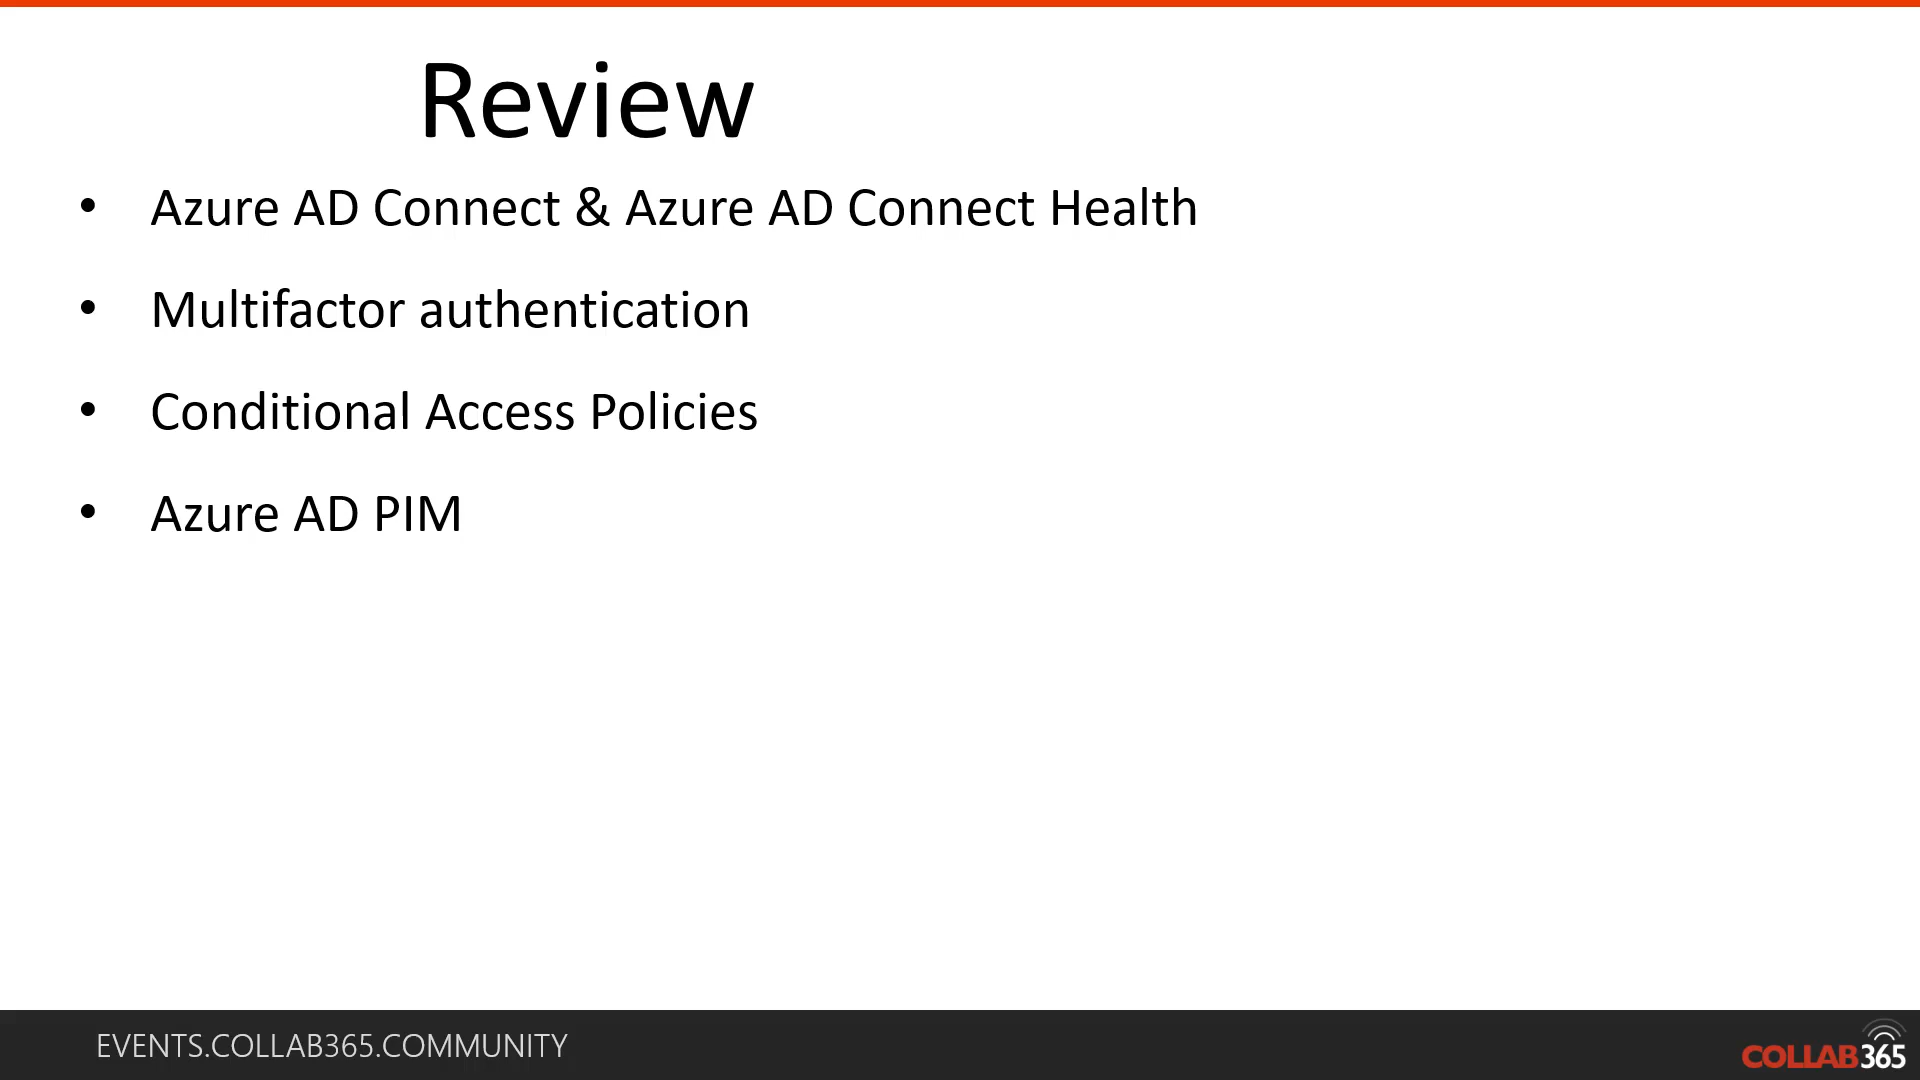 Review
• Azure AD Connect & Azure AD Connect Health
• Multifactor authentication
• Conditional Access Policies
• Azure AD PIM
EVENTS.COLLAB365.COMMUNITY
COLLAB365